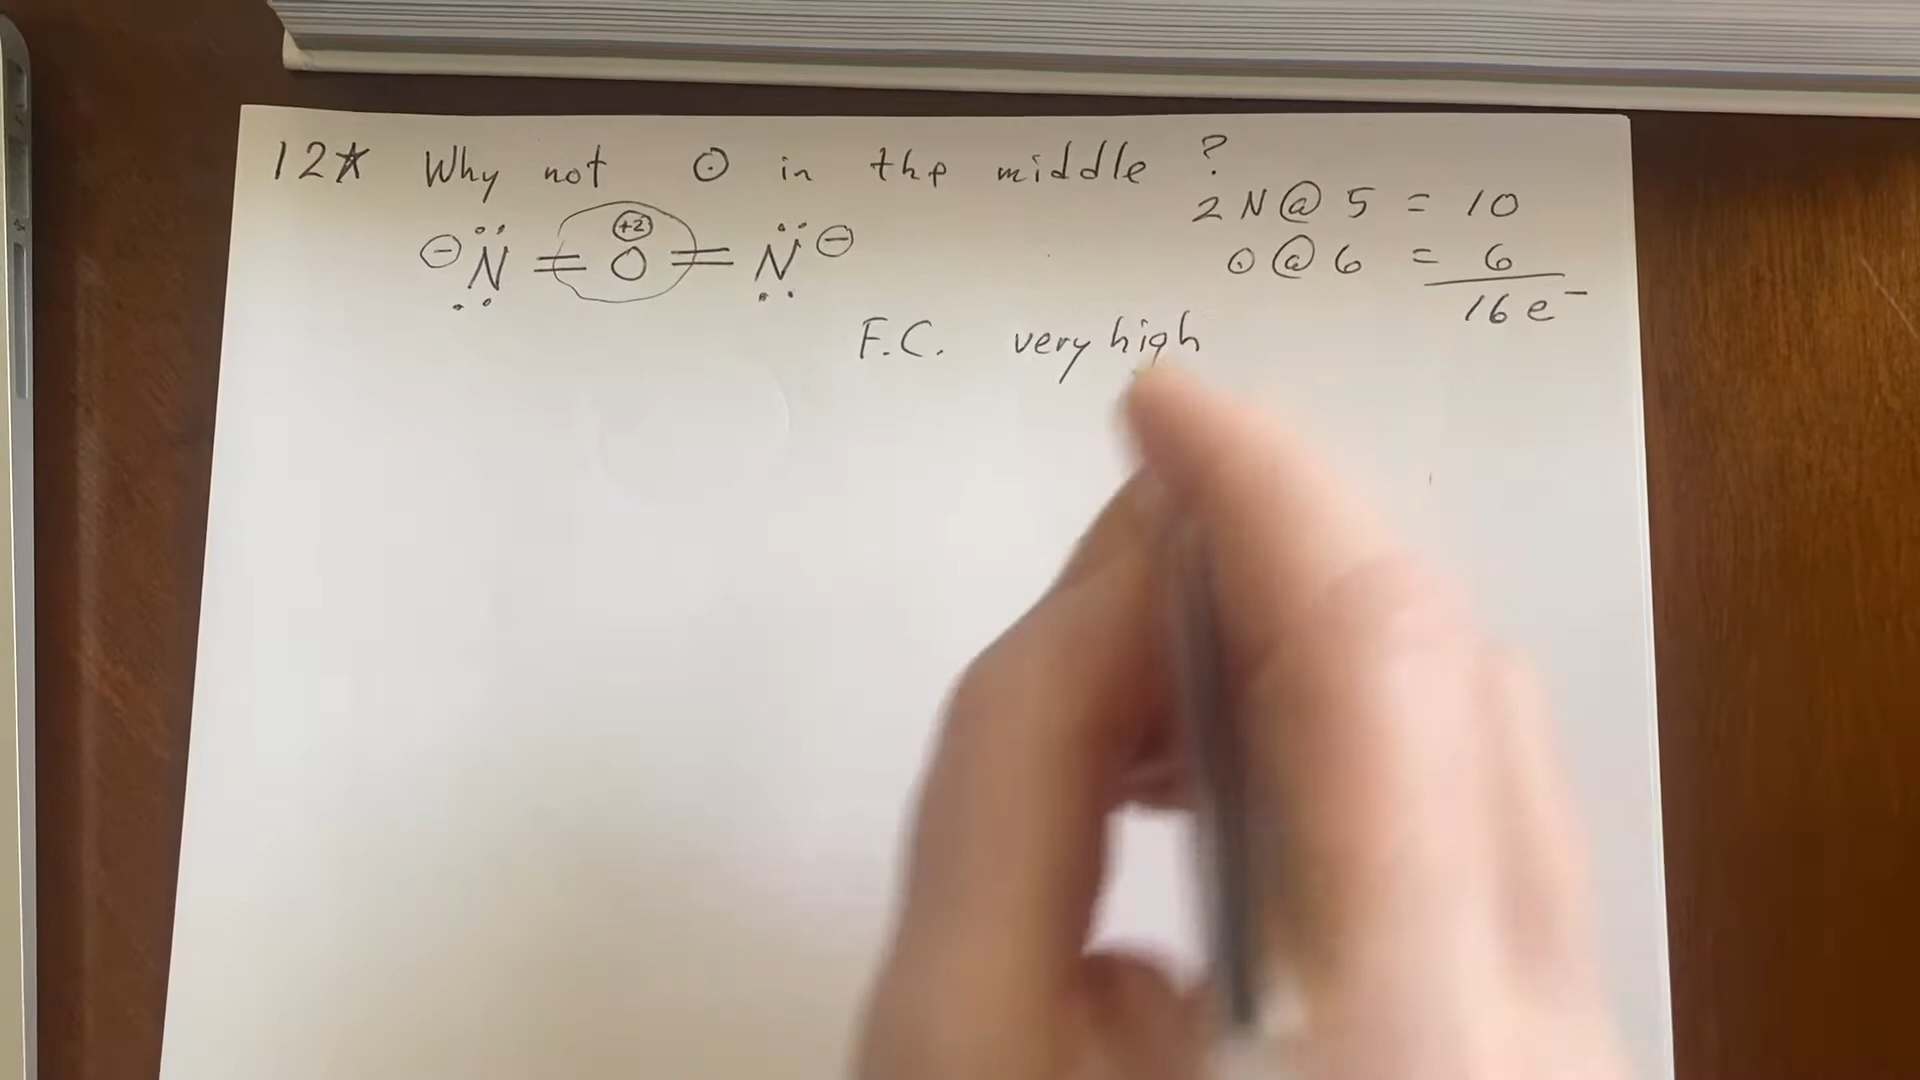 12* Why not O in the middle ?
2 N @ 5 = 10
O @ 6 = 6
16 e⁻
⊖ N = O = N ⊖
+2
F.C. very high